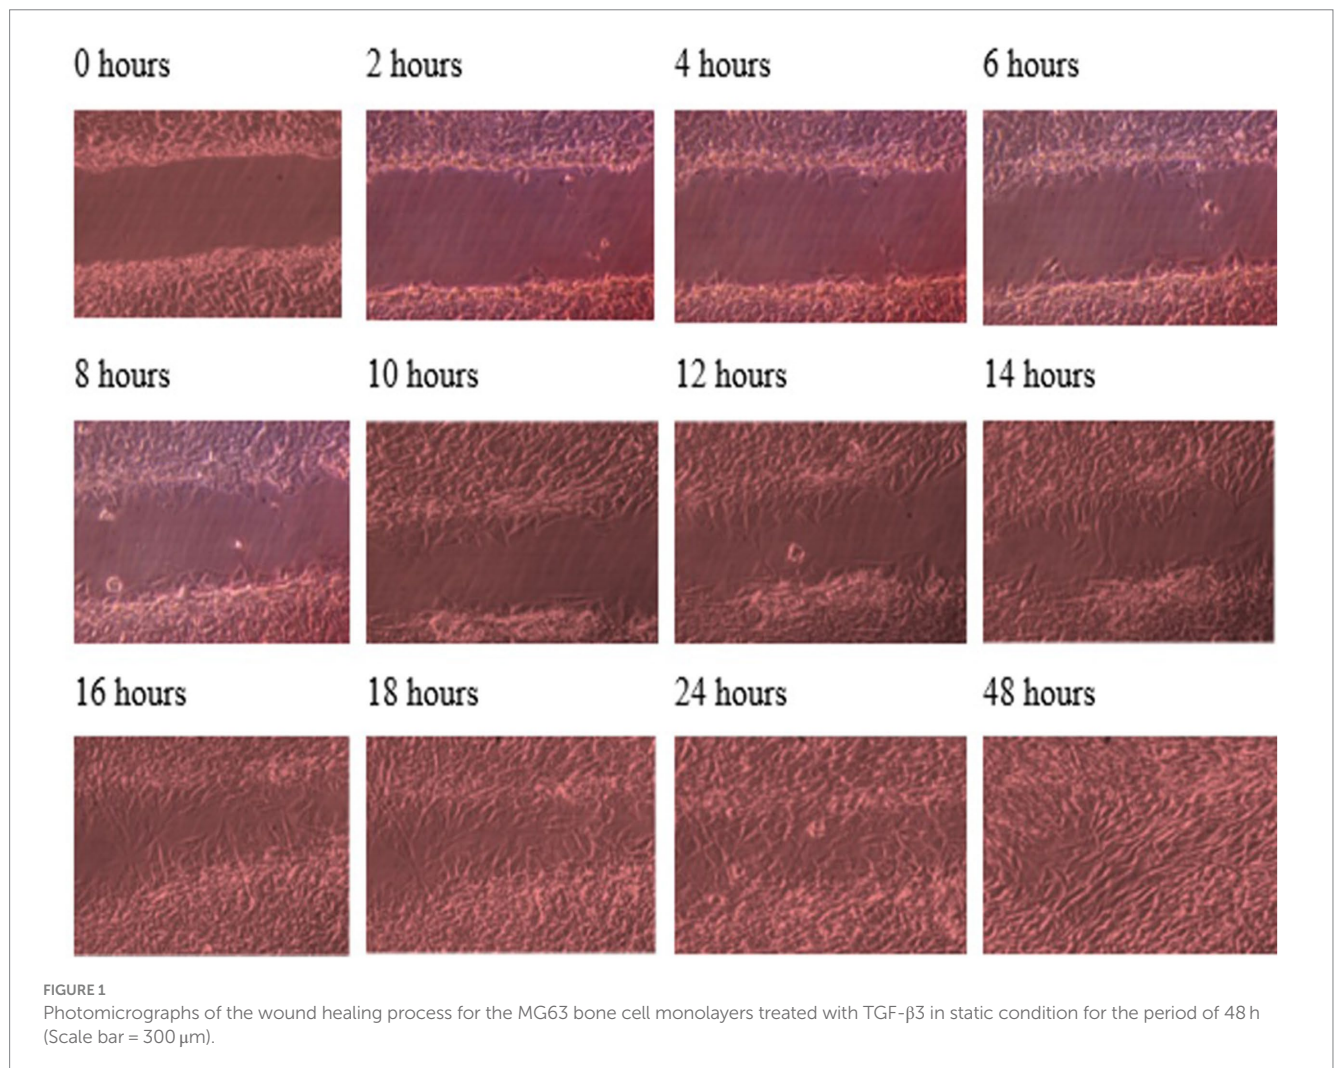 0 hours
2 hours
4 hours
6 hours
8 hours
10 hours
12 hours
14 hours
16 hours
18 hours
24 hours
48 hours
FIGURE 1
Photomicrographs of the wound healing process for the MG63 bone cell monolayers treated with TGF-β3 in static condition for the period of 48 h
(Scale bar = 300 μm).